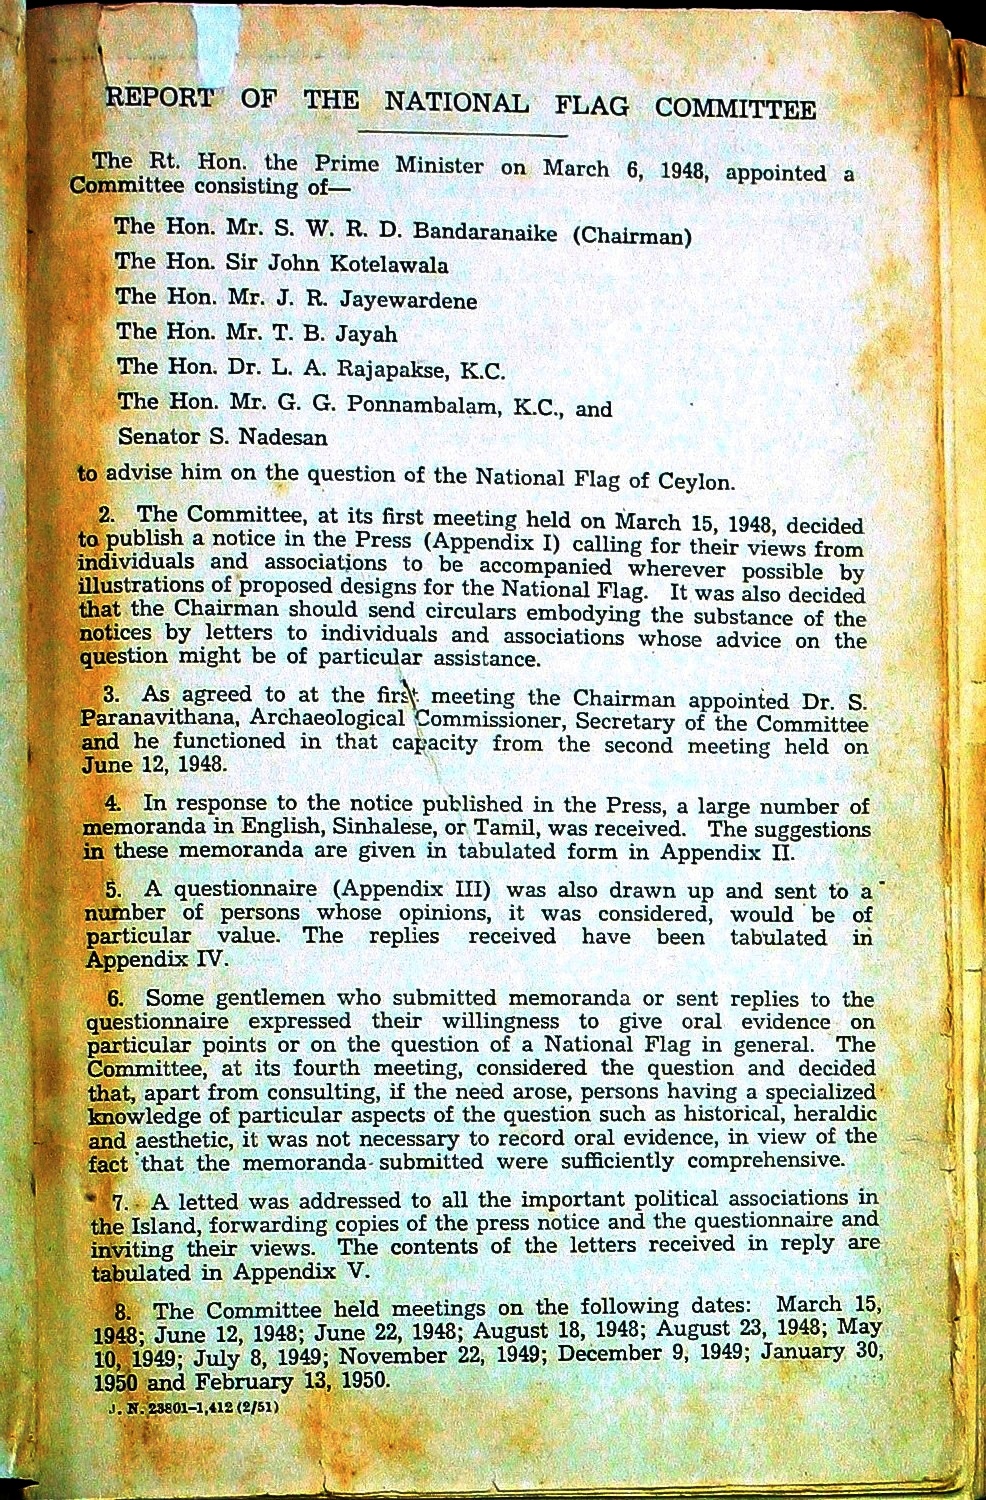 REPORT OF THE NATIONAL FLAG COMMITTEE
The Rt. Hon. the Prime Minister on March 6, 1948, appointed a
Committee consisting of—
The Hon. Mr. S. W. R. D. Bandaranaike (Chairman)
The Hon. Sir John Kotelawala
The Hon. Mr. J. R. Jayewardene
The Hon. Mr. T. B. Jayah
The Hon. Dr. L. A. Rajapakse, K.C.
The Hon. Mr. G. G. Ponnambalam, K.C., and
Senator S. Nadesan
to advise him on the question of the National Flag of Ceylon.
2. The Committee, at its first meeting held on March 15, 1948, decided
to publish a notice in the Press (Appendix I) calling for their views from
individuals and associations to be accompanied wherever possible by
illustrations of proposed designs for the National Flag. It was also decided
that the Chairman should send circulars embodying the substance of the
notices by letters to individuals and associations whose advice on the
question might be of particular assistance.
3. As agreed to at the first meeting the Chairman appointed Dr. S.
Paranavithana, Archaeological Commissioner, Secretary of the Committee
and he functioned in that capacity from the second meeting held on
June 12, 1948.
4. In response to the notice published in the Press, a large number of
memoranda in English, Sinhalese, or Tamil, was received. The suggestions
in these memoranda are given in tabulated form in Appendix II.
5. A questionnaire (Appendix III) was also drawn up and sent to a
number of persons whose opinions, it was considered, would be of
particular value. The replies received have been tabulated in
Appendix IV.
6. Some gentlemen who submitted memoranda or sent replies to the
questionnaire expressed their willingness to give oral evidence on
particular points or on the question of a National Flag in general. The
Committee, at its fourth meeting, considered the question and decided
that, apart from consulting, if the need arose, persons having a specialized
knowledge of particular aspects of the question such as historical, heraldic
and aesthetic, it was not necessary to record oral evidence, in view of the
fact that the memoranda submitted were sufficiently comprehensive.
7. A letted was addressed to all the important political associations in
the Island, forwarding copies of the press notice and the questionnaire and
inviting their views. The contents of the letters received in reply are
tabulated in Appendix V.
8. The Committee held meetings on the following dates: March 15,
1948; June 12, 1948; June 22, 1948; August 18, 1948; August 23, 1948; May
10, 1949; July 8, 1949; November 22, 1949; December 9, 1949; January 30,
1950 and February 13, 1950.
J. N. 23801–1,412 (2/51)